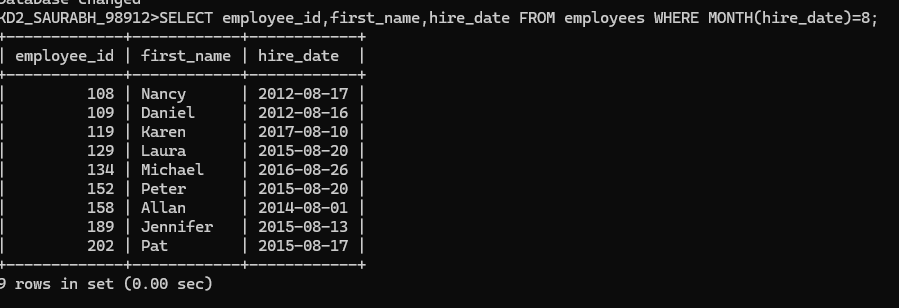 Database changed
KD2_SAURABH_98912>SELECT employee_id,first_name,hire_date FROM employees WHERE MONTH(hire_date)=8;
+-------------+------------+------------+
| employee_id | first_name | hire_date  |
+-------------+------------+------------+
|         108 | Nancy      | 2012-08-17 |
|         109 | Daniel     | 2012-08-16 |
|         119 | Karen      | 2017-08-10 |
|         129 | Laura      | 2015-08-20 |
|         134 | Michael    | 2016-08-26 |
|         152 | Peter      | 2015-08-20 |
|         158 | Allan      | 2014-08-01 |
|         189 | Jennifer   | 2015-08-13 |
|         202 | Pat        | 2015-08-17 |
+-------------+------------+------------+
9 rows in set (0.00 sec)